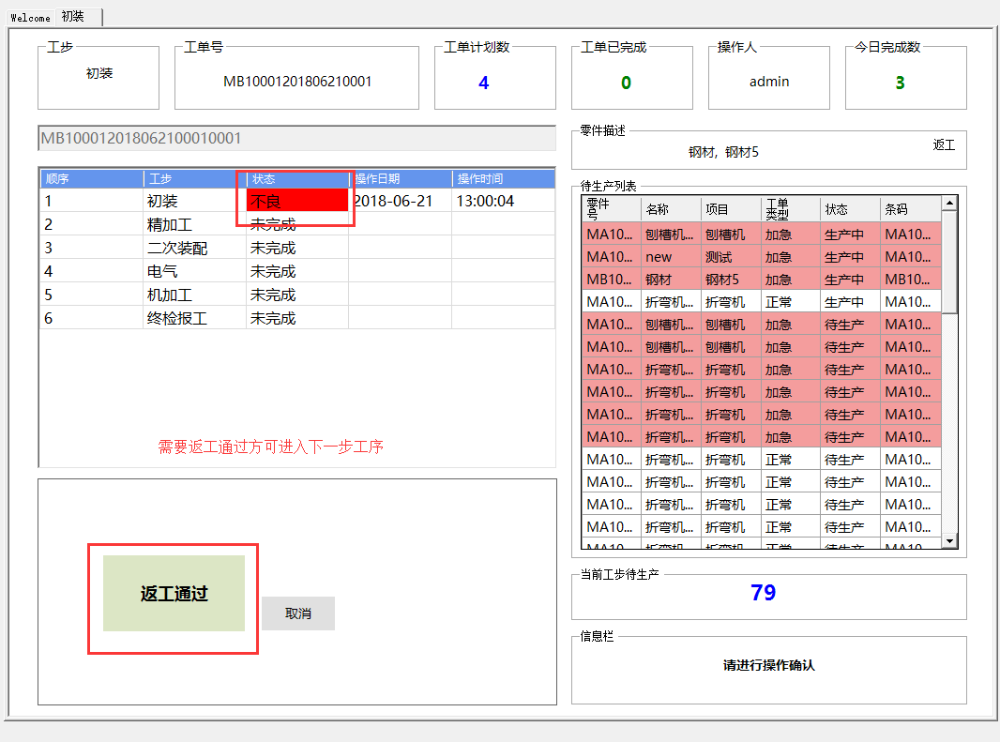 Welcome 初装
工步 工单号 工单计划数 工单已完成 操作人 今日完成数
初装 MB10001201806210001 4 0 admin 3
MB100012018062100010001
顺序 工步 状态 操作日期 操作时间
1 初装 不良 2018-06-21 13:00:04
2 精加工 未完成
3 二次装配 未完成
4 电气 未完成
5 机加工 未完成
6 终检报工 未完成
需要返工通过方可进入下一步工序
返工通过
取消
零件描述
钢材, 钢材5 返工
待生产列表
零件号 名称 项目 工单类型 状态 条码
MA10... 刨槽机... 刨槽机 加急 生产中 MA10...
MA10... new 测试 加急 生产中 MA10...
MB10... 钢材 钢材5 加急 生产中 MB10...
MA10... 折弯机... 折弯机 正常 生产中 MA10...
MA10... 刨槽机... 刨槽机 加急 待生产 MA10...
MA10... 刨槽机... 刨槽机 加急 待生产 MA10...
MA10... 折弯机... 折弯机 加急 待生产 MA10...
MA10... 折弯机... 折弯机 加急 待生产 MA10...
MA10... 折弯机... 折弯机 加急 待生产 MA10...
MA10... 折弯机... 折弯机 加急 待生产 MA10...
MA10... 折弯机... 折弯机 正常 待生产 MA10...
MA10... 折弯机... 折弯机 正常 待生产 MA10...
MA10... 折弯机... 折弯机 正常 待生产 MA10...
MA10... 折弯机... 折弯机 正常 待生产 MA10...
MA10... 折弯机... 折弯机 正常 待生产 MA10...
当前工步待生产
79
信息栏
请进行操作确认